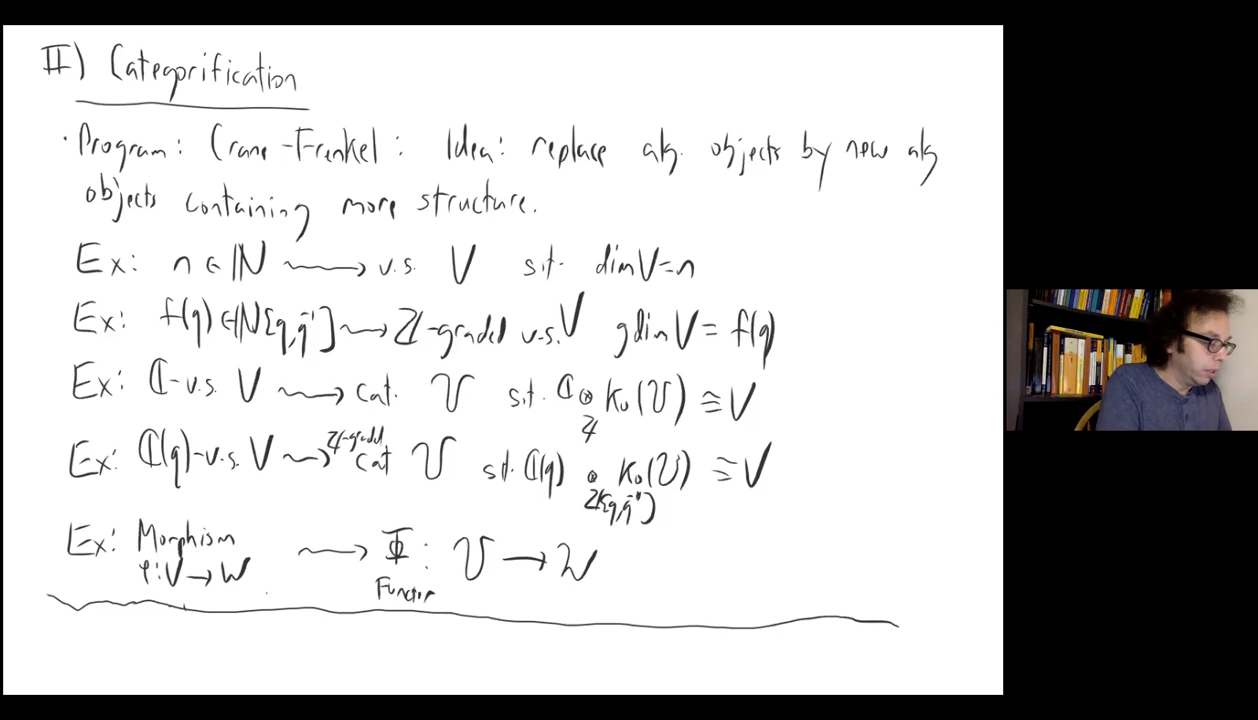 II) Categorification
· Program: Crane-Frenkel: Idea: replace alg. objects by new alg
objects containing more structure.
Ex: n ∈ ℕ ⇝ v.s. V s.t. dim V = n
Ex: f(q) ∈ ℕ[q,q⁻¹] ⇝ ℤ-graded v.s. V gdim V = f(q)
Ex: ℂ-v.s. V ⇝ cat. 𝒱 s.t. ℂ ⊗_ℤ K₀(𝒱) ≅ V
Ex: ℂ(q)-v.s. V ⇝ ℤ-graded cat 𝒱 s.t. ℂ(q) ⊗_ℤ[q,q⁻¹] K₀(𝒱) ≅ V
Ex: Morphism ⇝ Φ: 𝒱 → 𝒲
φ: V → W Functor